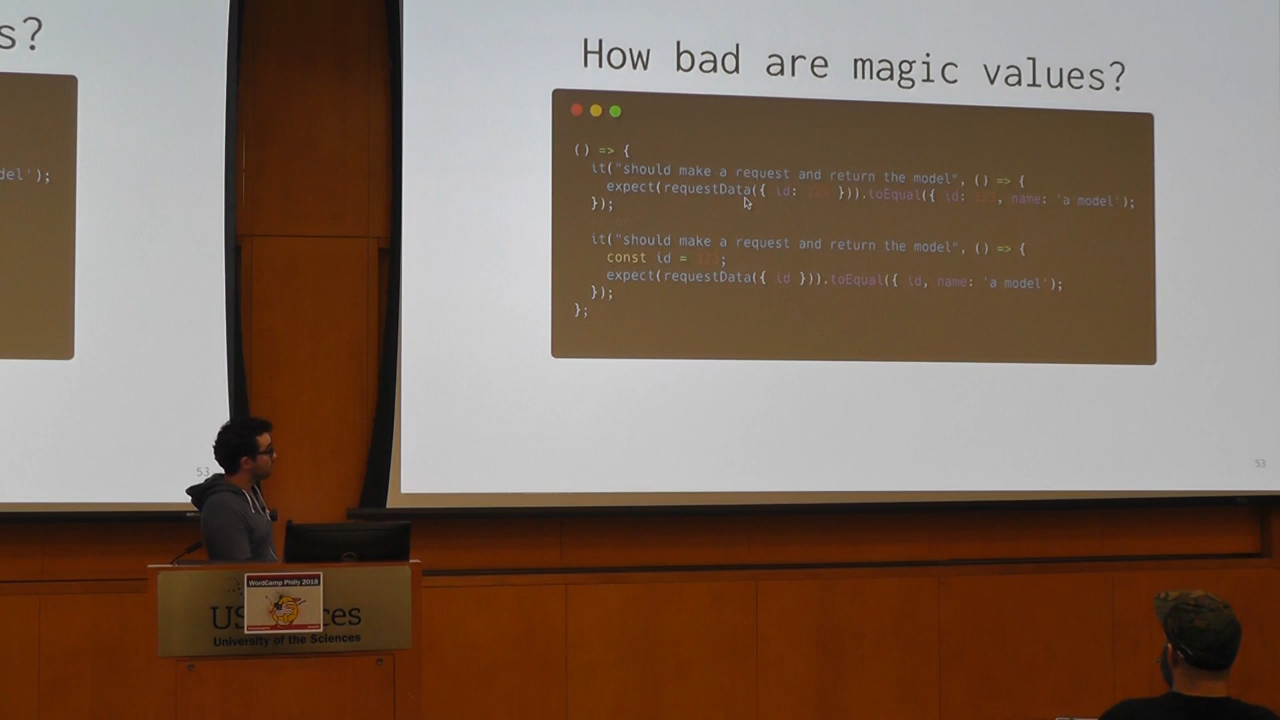 s?
del');
53
How bad are magic values?
() => {
it("should make a request and return the model", () => {
expect(requestData({ id: })).toEqual({ id: , name: 'a model');
});
it("should make a request and return the model", () => {
const id = 123;
expect(requestData({ id })).toEqual({ id, name: 'a model');
});
};
53
WordCamp Philly 2018
US ces
University of the Sciences